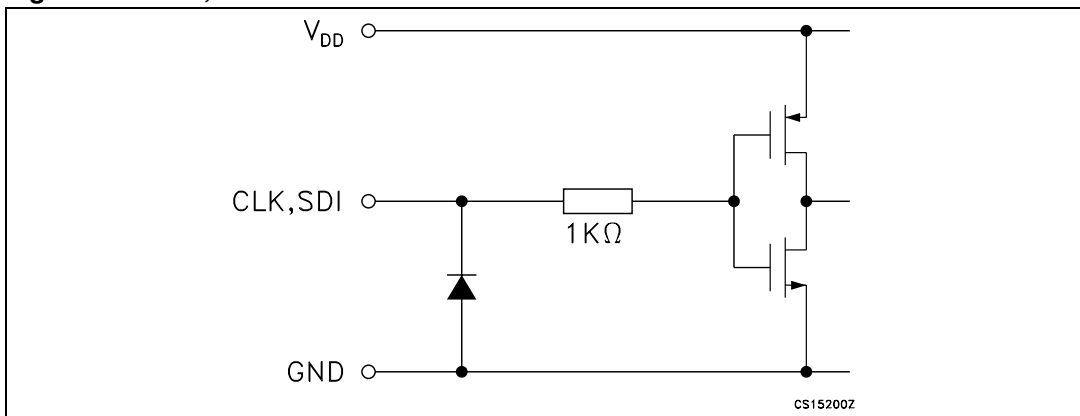 V_DD
CLK,SDI
1KΩ
GND
CS15200Z